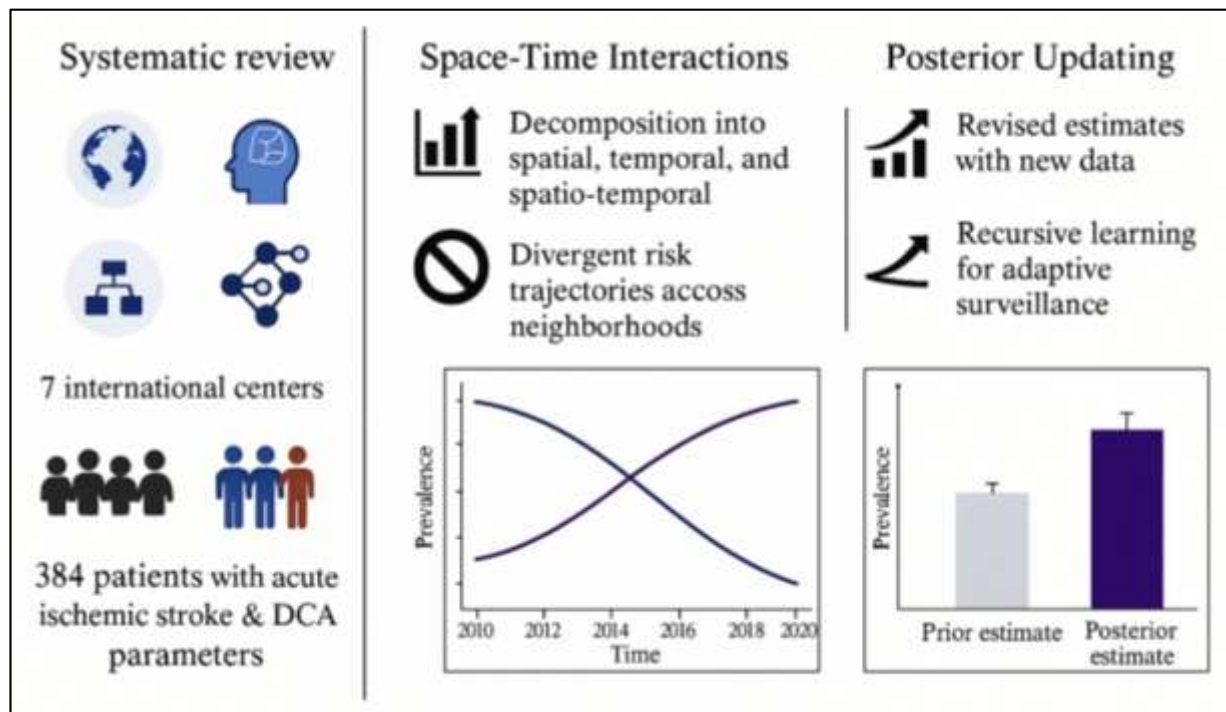 Systematic review
7 international centers
384 patients with acute
ischemic stroke & DCA
parameters
Space-Time Interactions
Decomposition into
spatial, temporal, and
spatio-temporal
Divergent risk
trajectories accoss
neighborhoods
Prevalence
2010 2012 2014 2016 2018 2020
Time
Posterior Updating
Revised estimates
with new data
Recursive learning
for adaptive
surveillance
Prevalence
Prior estimate
Posterior
estimate